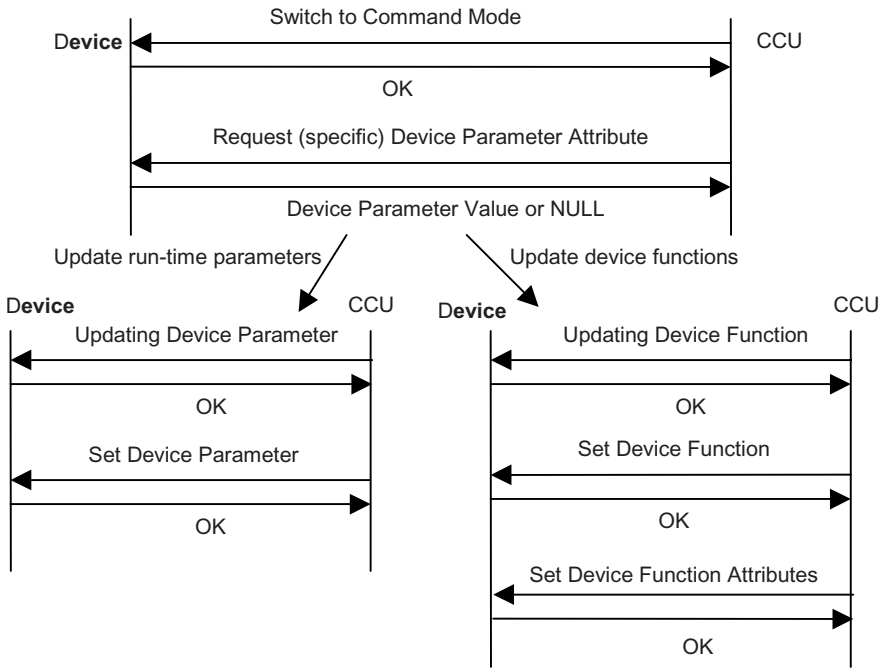 Switch to Command Mode
Device
CCU
OK
Request (specific) Device Parameter Attribute
Device Parameter Value or NULL
Update run-time parameters
Update device functions
Device
CCU
Updating Device Parameter
OK
Set Device Parameter
OK
Device
CCU
Updating Device Function
OK
Set Device Function
OK
Set Device Function Attributes
OK